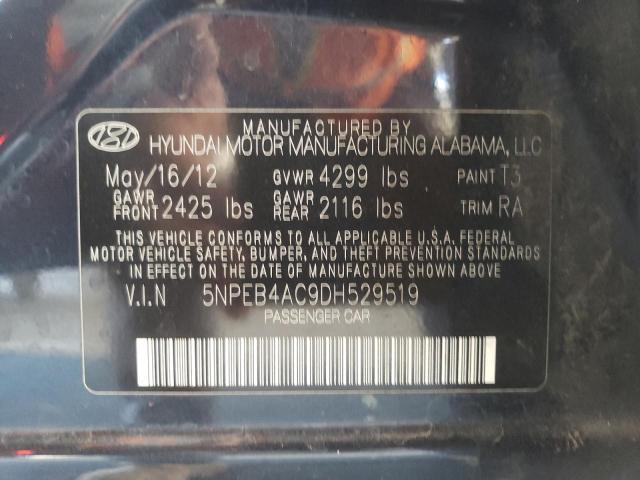 MANUFACTURED BY
HYUNDAI MOTOR MANUFACTURING ALABAMA, LLC
May/16/12 GVWR 4299 lbs PAINT T3
GAWR FRONT 2425 lbs GAWR REAR 2116 lbs TRIM RA
THIS VEHICLE CONFORMS TO ALL APPLICABLE U.S.A. FEDERAL
MOTOR VEHICLE SAFETY, BUMPER, AND THEFT PREVENTION
STANDARDS IN EFFECT ON THE DATE OF MANUFACTURE SHOWN ABOVE.
V.I.N 5NPEB4AC9DH529519
PASSENGER CAR